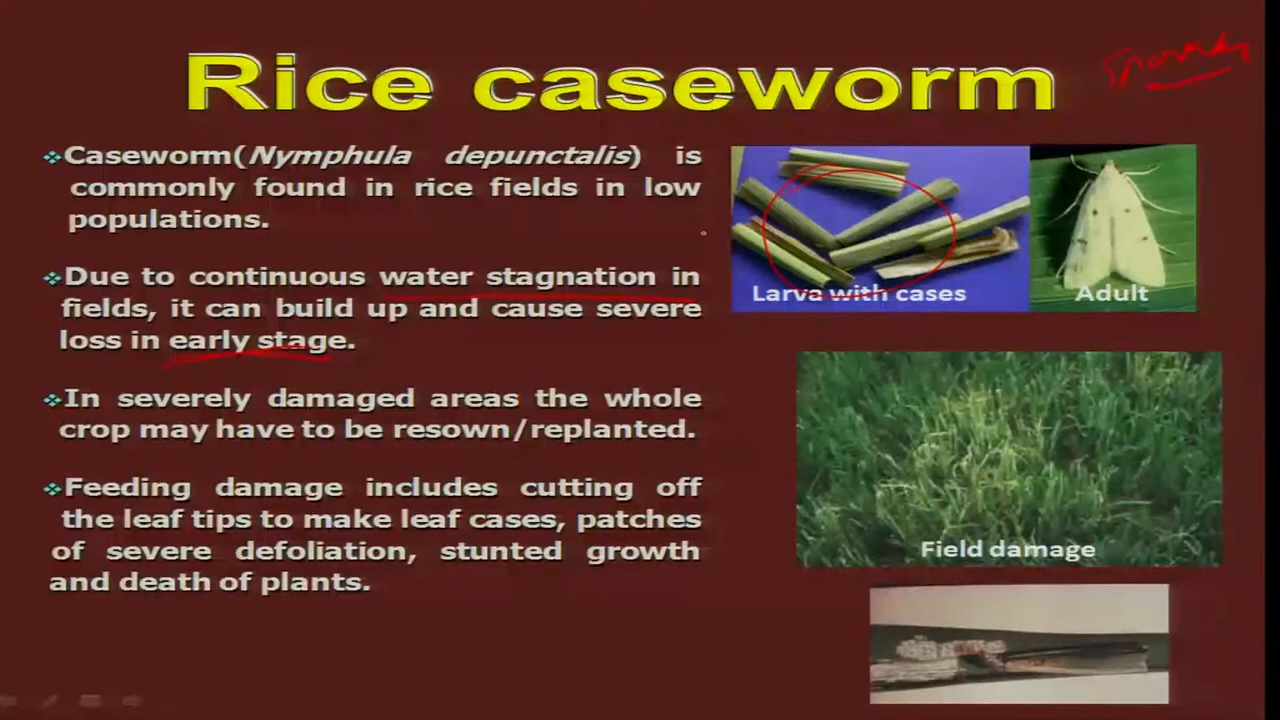 Rice caseworm
❖Caseworm(Nymphula depunctalis) is
commonly found in rice fields in low
populations.
❖Due to continuous water stagnation in
fields, it can build up and cause severe
loss in early stage.
❖In severely damaged areas the whole
crop may have to be resown/replanted.
❖Feeding damage includes cutting off
the leaf tips to make leaf cases, patches
of severe defoliation, stunted growth
and death of plants.
Larva with cases
Adult
Field damage